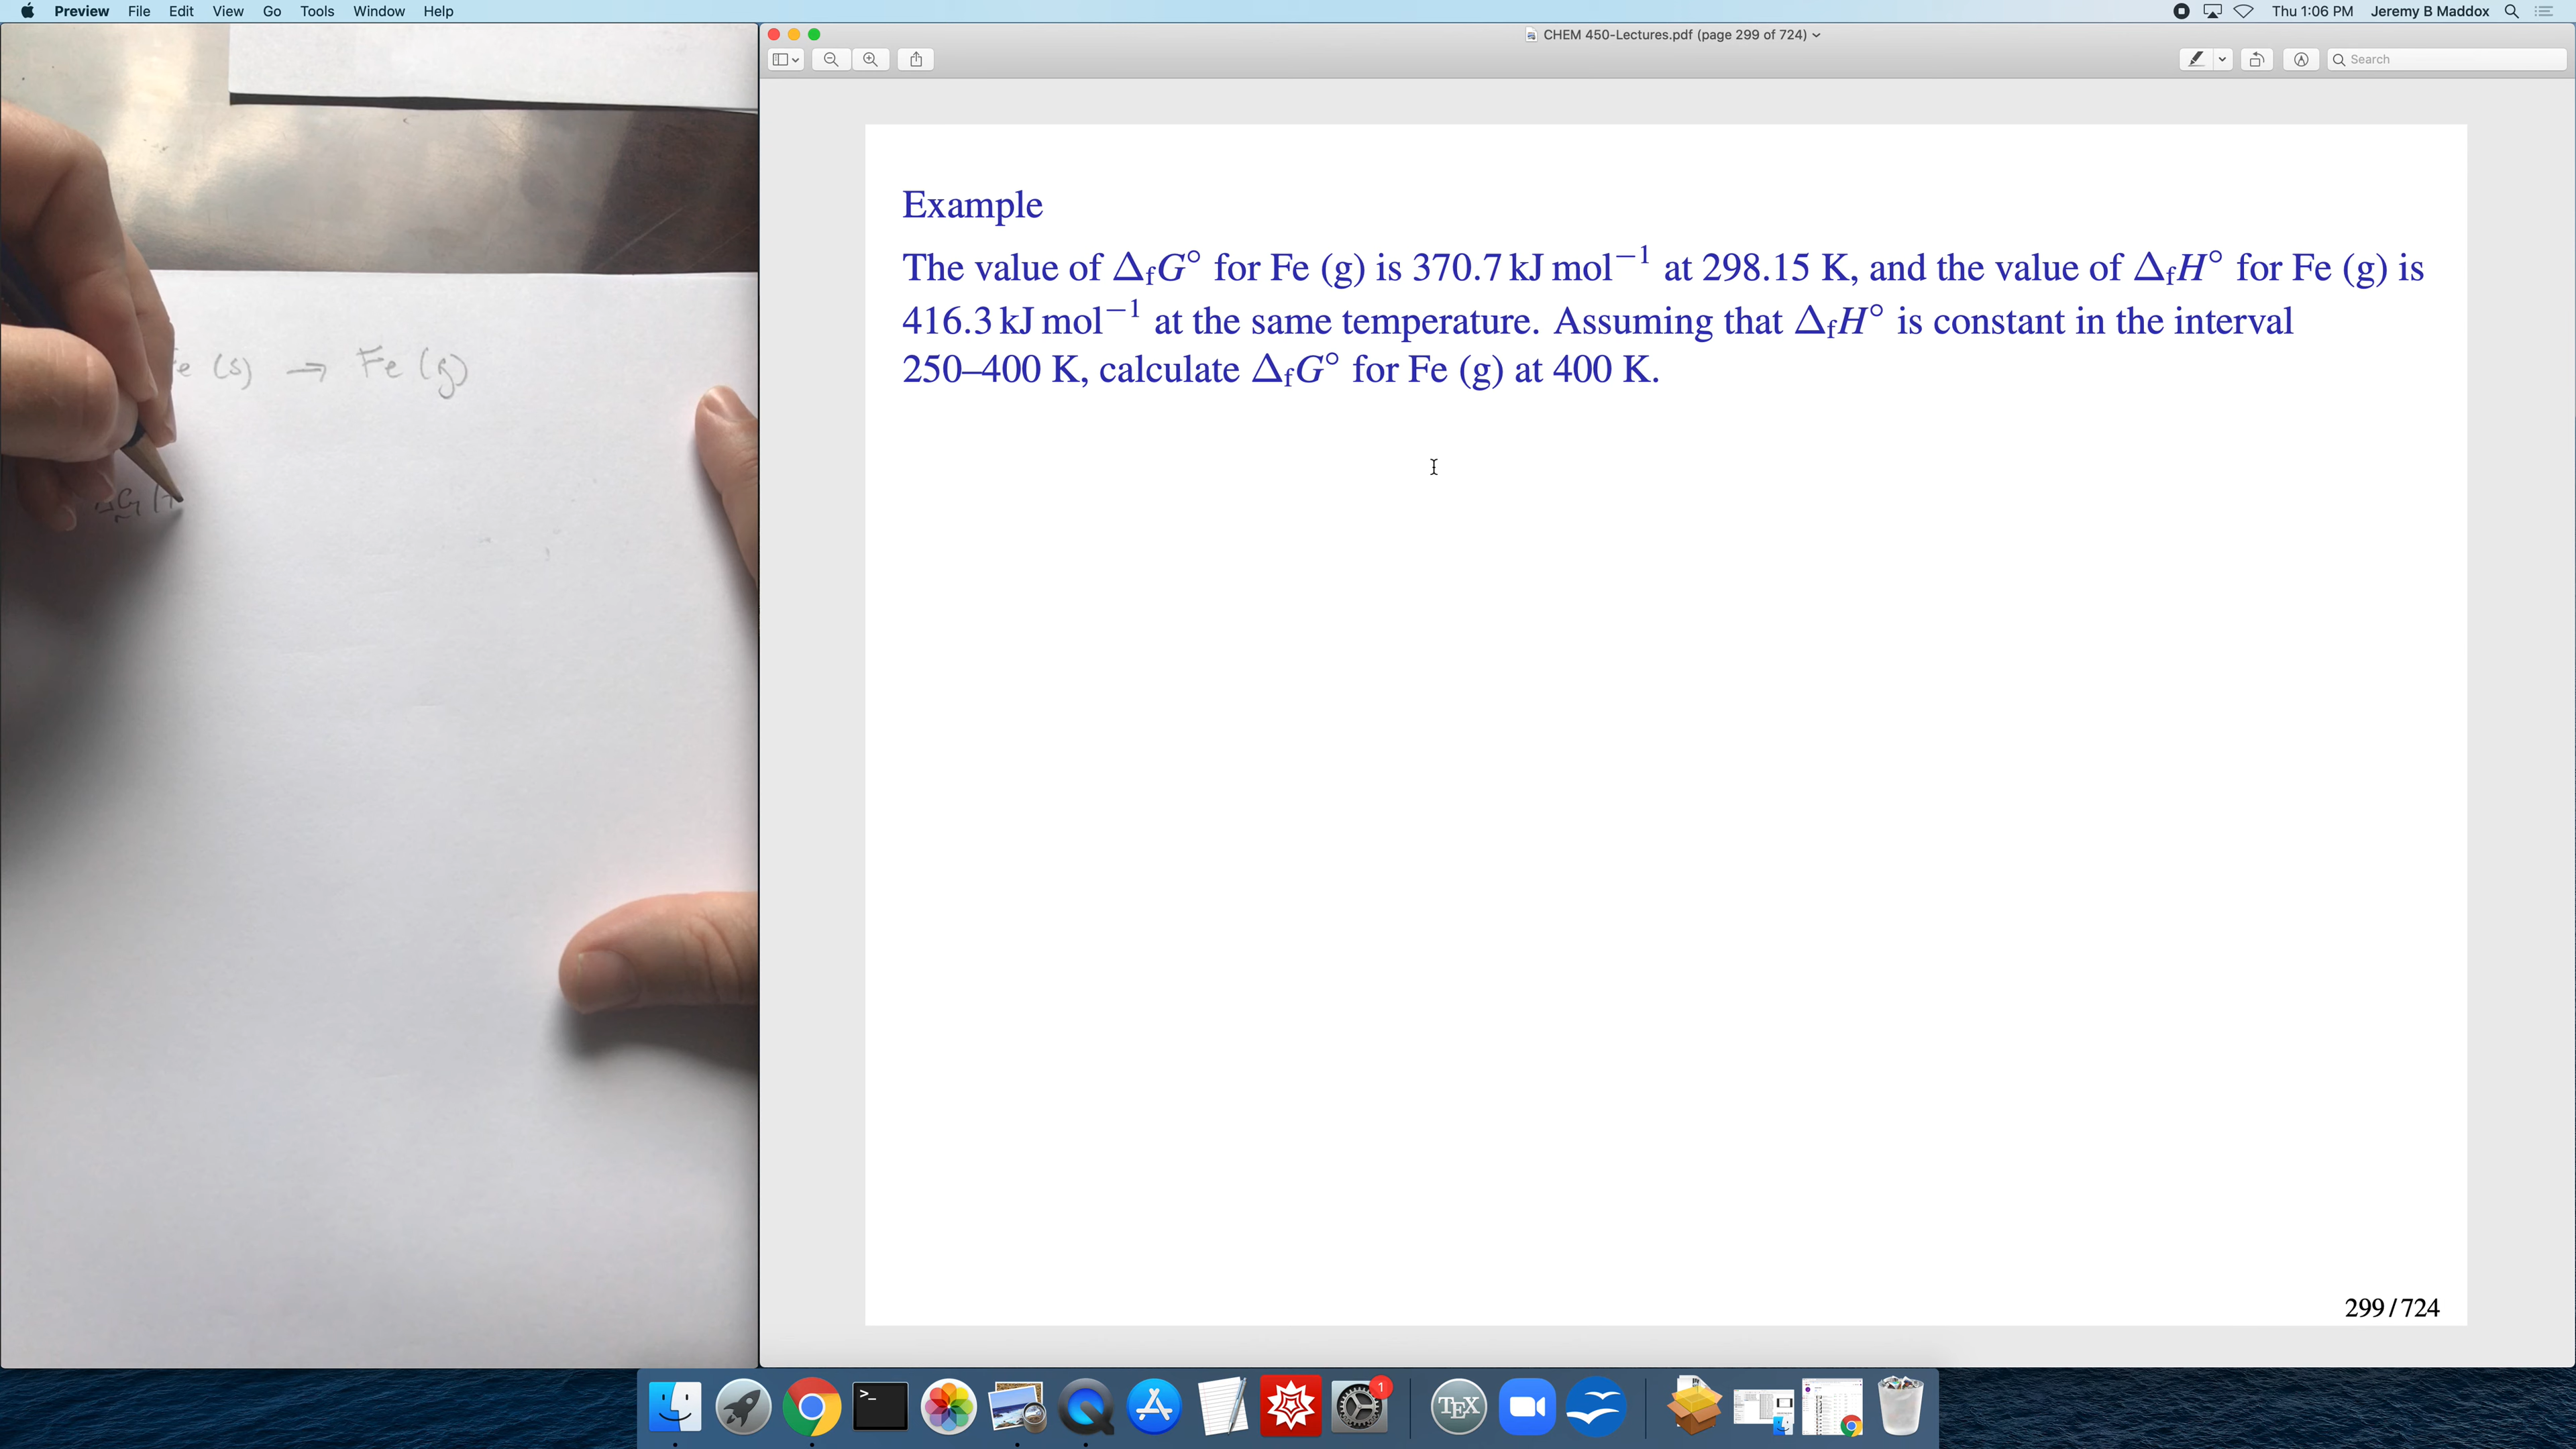 Preview File Edit View Go Tools Window Help
Thu 1:06 PM Jeremy B Maddox
CHEM 450-Lectures.pdf (page 299 of 724)
Search
Fe (s) → Fe (g)
Example
The value of ΔfG° for Fe (g) is 370.7 kJ mol⁻¹ at 298.15 K, and the value of ΔfH° for Fe (g) is
416.3 kJ mol⁻¹ at the same temperature. Assuming that ΔfH° is constant in the interval
250–400 K, calculate ΔfG° for Fe (g) at 400 K.
299/724
>_
1
TEX